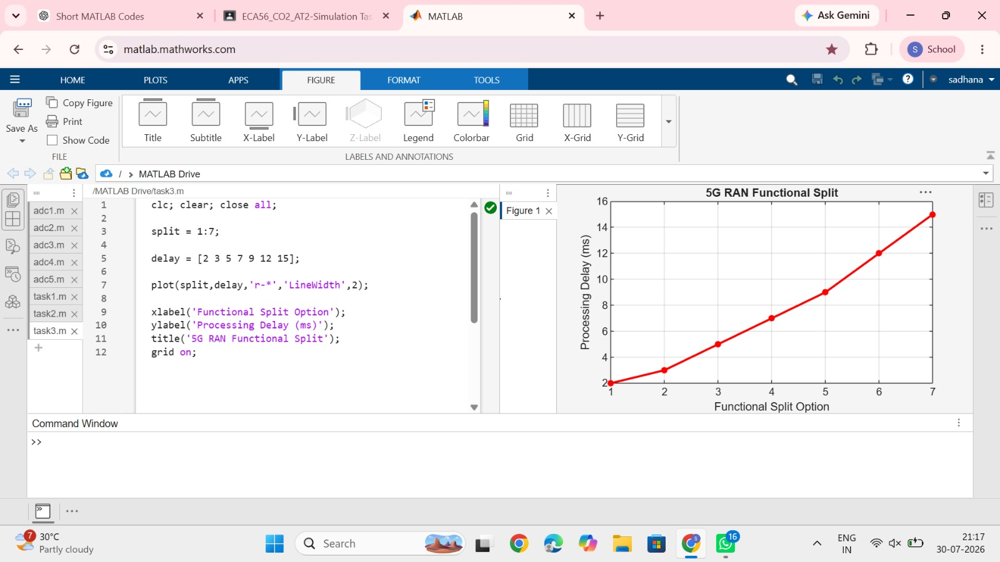 Short MATLAB Codes
ECA56_CO2_AT2-Simulation Tas
MATLAB
Ask Gemini
matlab.mathworks.com
S School
HOME PLOTS APPS FIGURE FORMAT TOOLS
sadhana
Save As
Copy Figure
Print
Show Code
FILE
Title Subtitle X-Label Y-Label Z-Label Legend Colorbar Grid X-Grid Y-Grid
LABELS AND ANNOTATIONS
/ MATLAB Drive
/MATLAB Drive/task3.m
adc1.m
adc2.m
adc3.m
adc4.m
adc5.m
task1.m
task2.m
task3.m
1 clc; clear; close all;
2
3 split = 1:7;
4
5 delay = [2 3 5 7 9 12 15];
6
7 plot(split,delay,'r-*','LineWidth',2);
8
9 xlabel('Functional Split Option');
10 ylabel('Processing Delay (ms)');
11 title('5G RAN Functional Split');
12 grid on;
Figure 1
5G RAN Functional Split
Processing Delay (ms)
16
14
12
10
8
6
4
2
1 2 3 4 5 6 7
Functional Split Option
Command Window
>>
7
30°C
Partly cloudy
Search
S
16
ENG
IN
21:17
30-07-2026